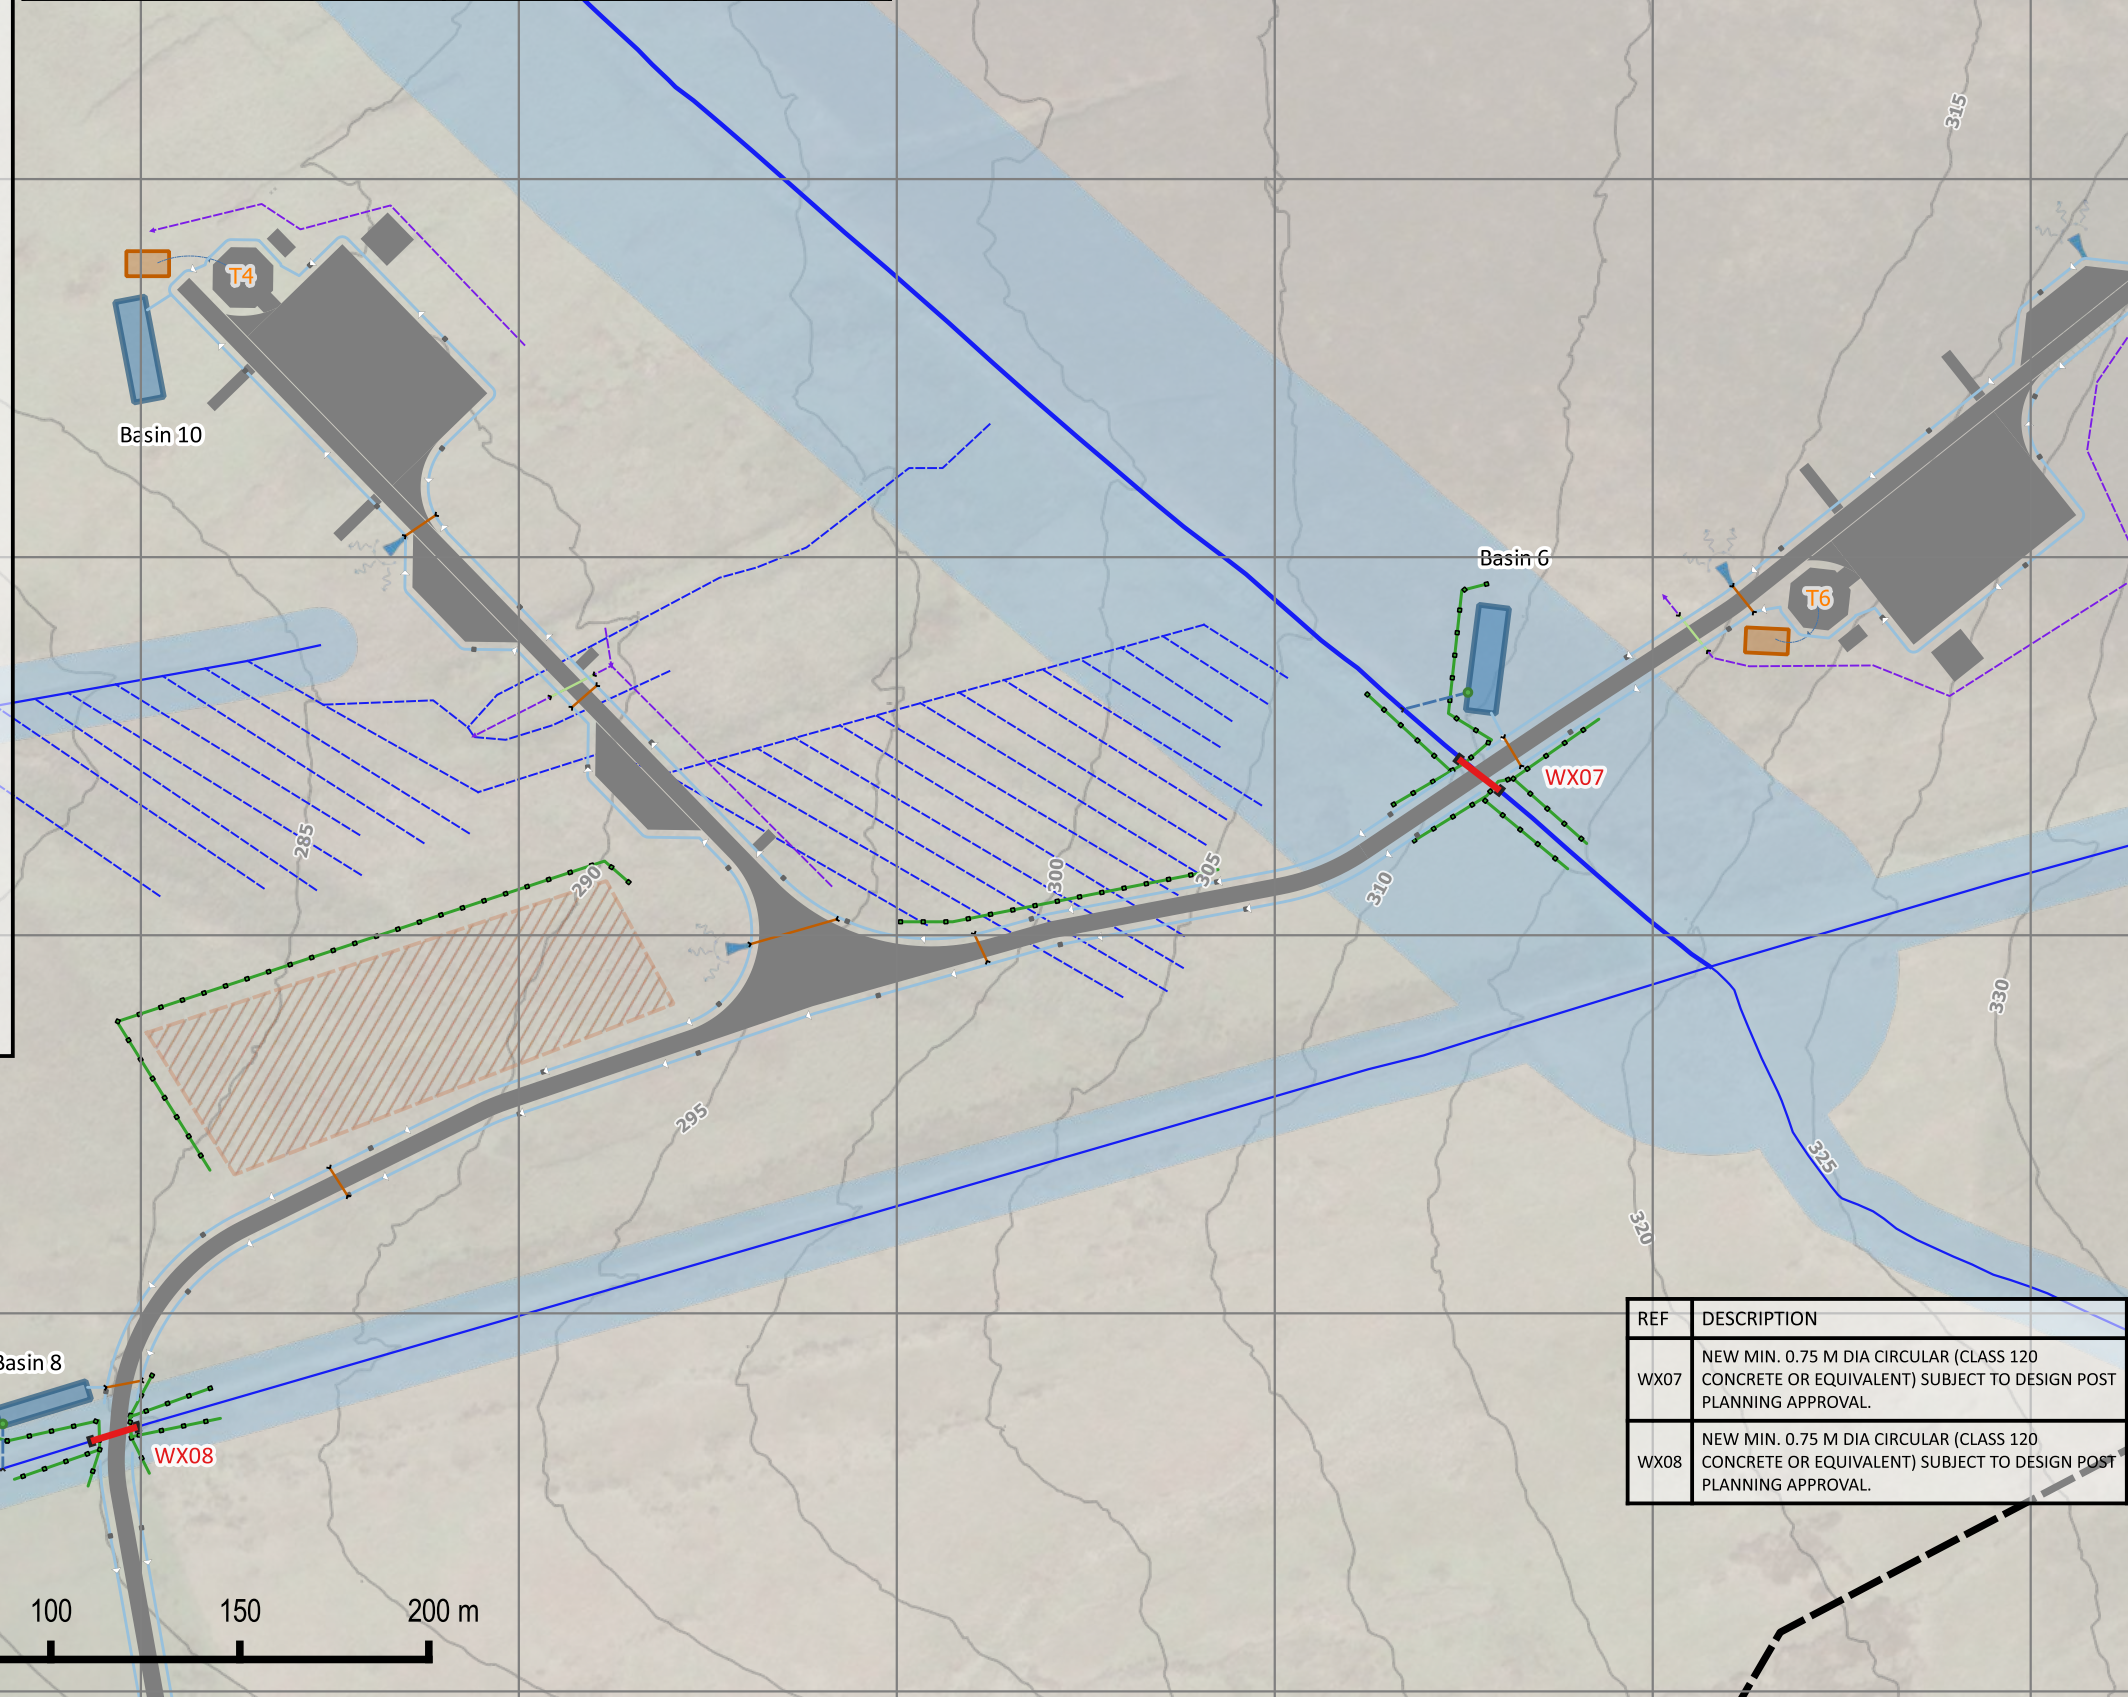 315
T4
Basin 10
Basin 6
T6
WX07
285
290
300
305
310
330
295
325
320
REF DESCRIPTION
WX07 NEW MIN. 0.75 M DIA CIRCULAR (CLASS 120
CONCRETE OR EQUIVALENT) SUBJECT TO DESIGN POST
PLANNING APPROVAL.
WX08 NEW MIN. 0.75 M DIA CIRCULAR (CLASS 120
CONCRETE OR EQUIVALENT) SUBJECT TO DESIGN POST
PLANNING APPROVAL.
Basin 8
WX08
100 150 200 m